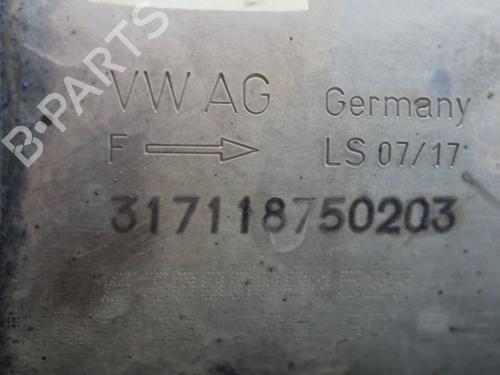 B-PARTS
VW AG Germany
F LS 07/17
317118750203